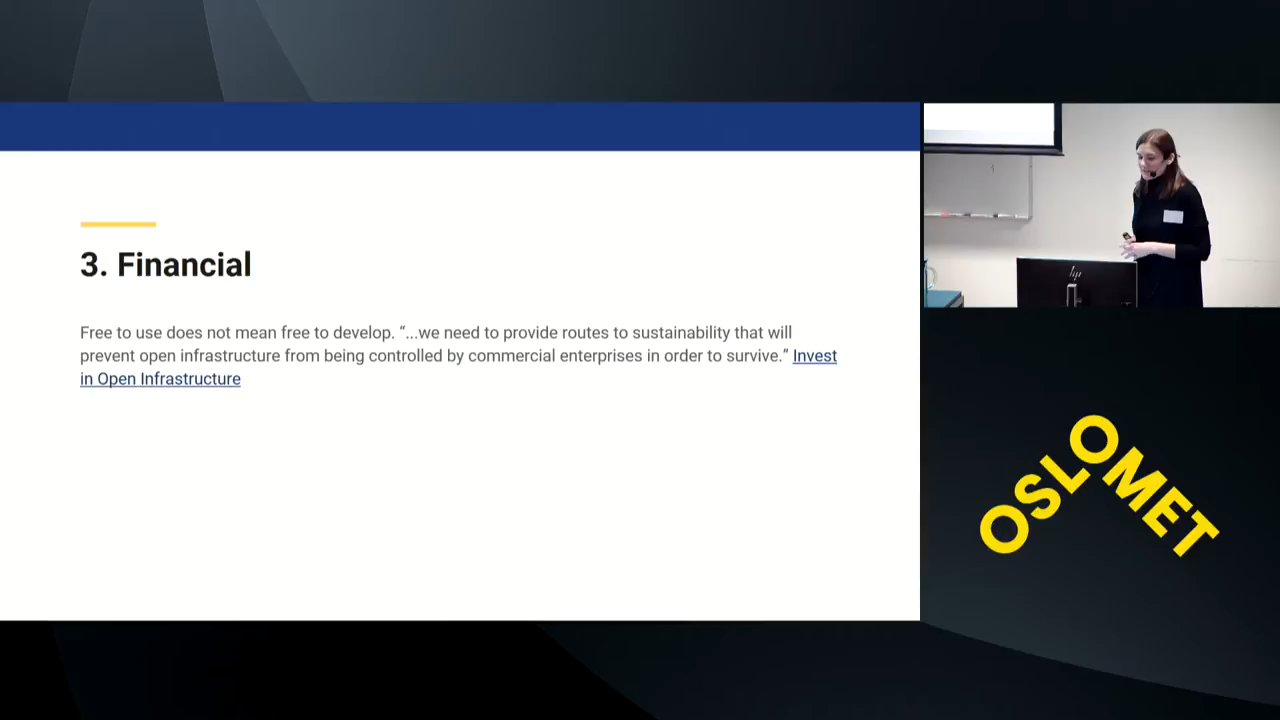 3. Financial
Free to use does not mean free to develop. “...we need to provide routes to sustainability that will
prevent open infrastructure from being controlled by commercial enterprises in order to survive.” Invest
in Open Infrastructure
hp
OSLOMET